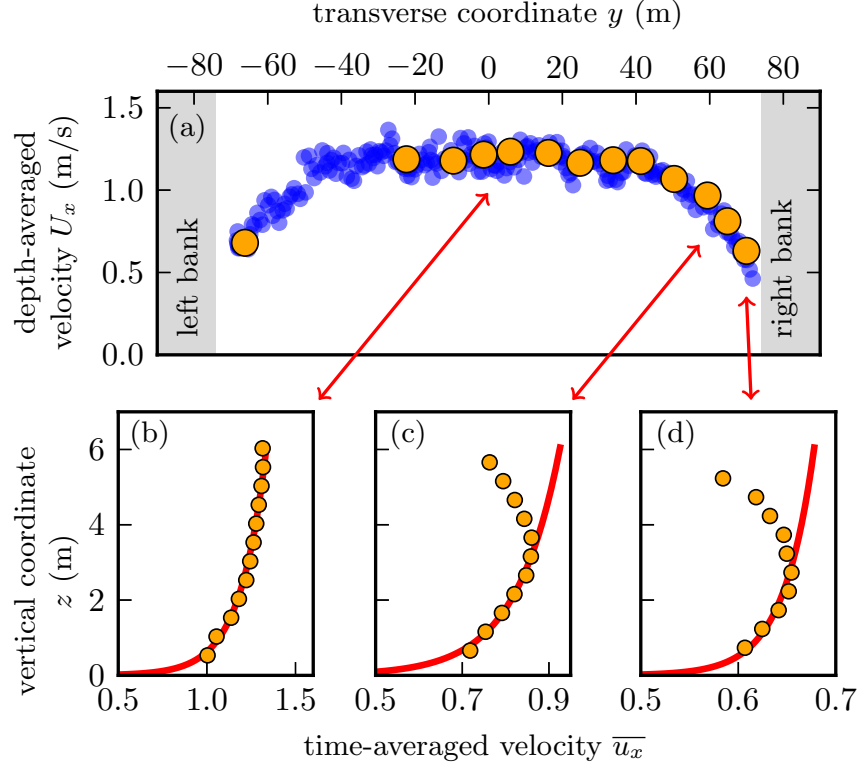 transverse coordinate y (m)
−80 −60 −40 −20 0 20 40 60 80
depth-averaged
velocity U_x (m/s)
1.5
1.0
0.5
0.0
(a)
left bank
right bank
vertical coordinate
z (m)
6
4
2
0
(b)
(c)
(d)
0.5 1.0 1.5
0.5 0.7 0.9
0.5 0.6 0.7
time-averaged velocity \overline{u_x}